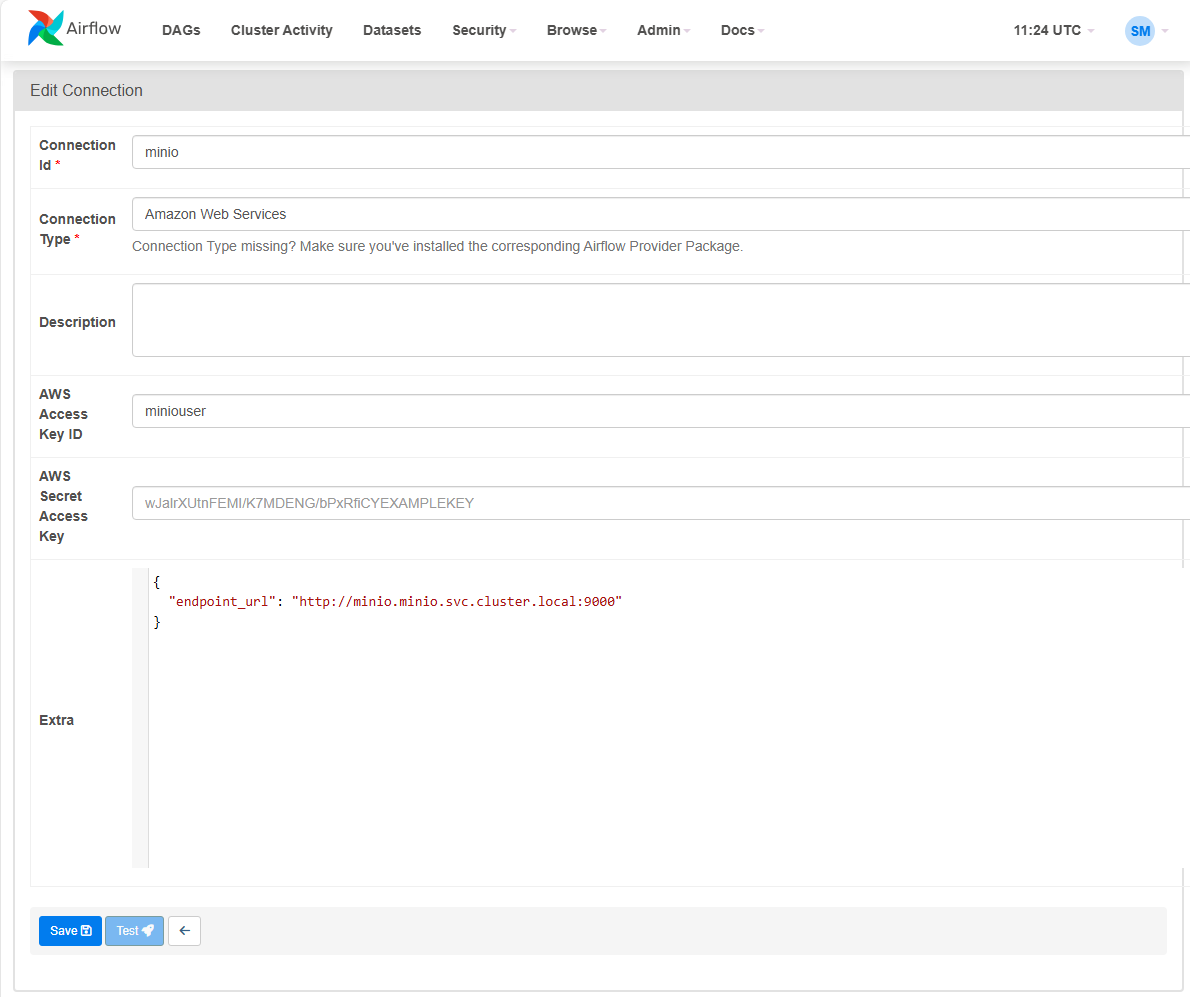 Airflow DAGs Cluster Activity Datasets Security Browse Admin Docs 11:24 UTC SM
Edit Connection
Connection
Id *
minio
Connection
Type *
Amazon Web Services
Connection Type missing? Make sure you've installed the corresponding Airflow Provider Package.
Description
AWS
Access
Key ID
miniouser
AWS
Secret
Access
Key
wJalrXUtnFEMI/K7MDENG/bPxRfiCYEXAMPLEKEY
Extra
{
"endpoint_url": "http://minio.minio.svc.cluster.local:9000"
}
Save Test